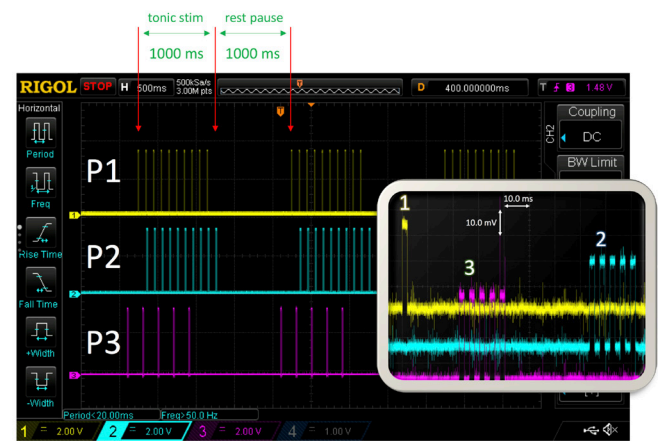 tonic stim rest pause
1000 ms 1000 ms
RIGOL STOP H 500ms 500kSa/s 3.00M pts D 400.000000ms T 3 1.48 V
Horizontal
Period
Freq
Rise Time
Fall Time
+Width
-Width
T
P1
P2
P3
1
2
3
CH2
Coupling
DC
BW Limit
1
10.0 ms
10.0 mV
2
3
Period<20.00ms Freq>50.0 Hz
1 = 2.00 V 2 = 2.00 V 3 = 2.00 V 4 = 1.00 V